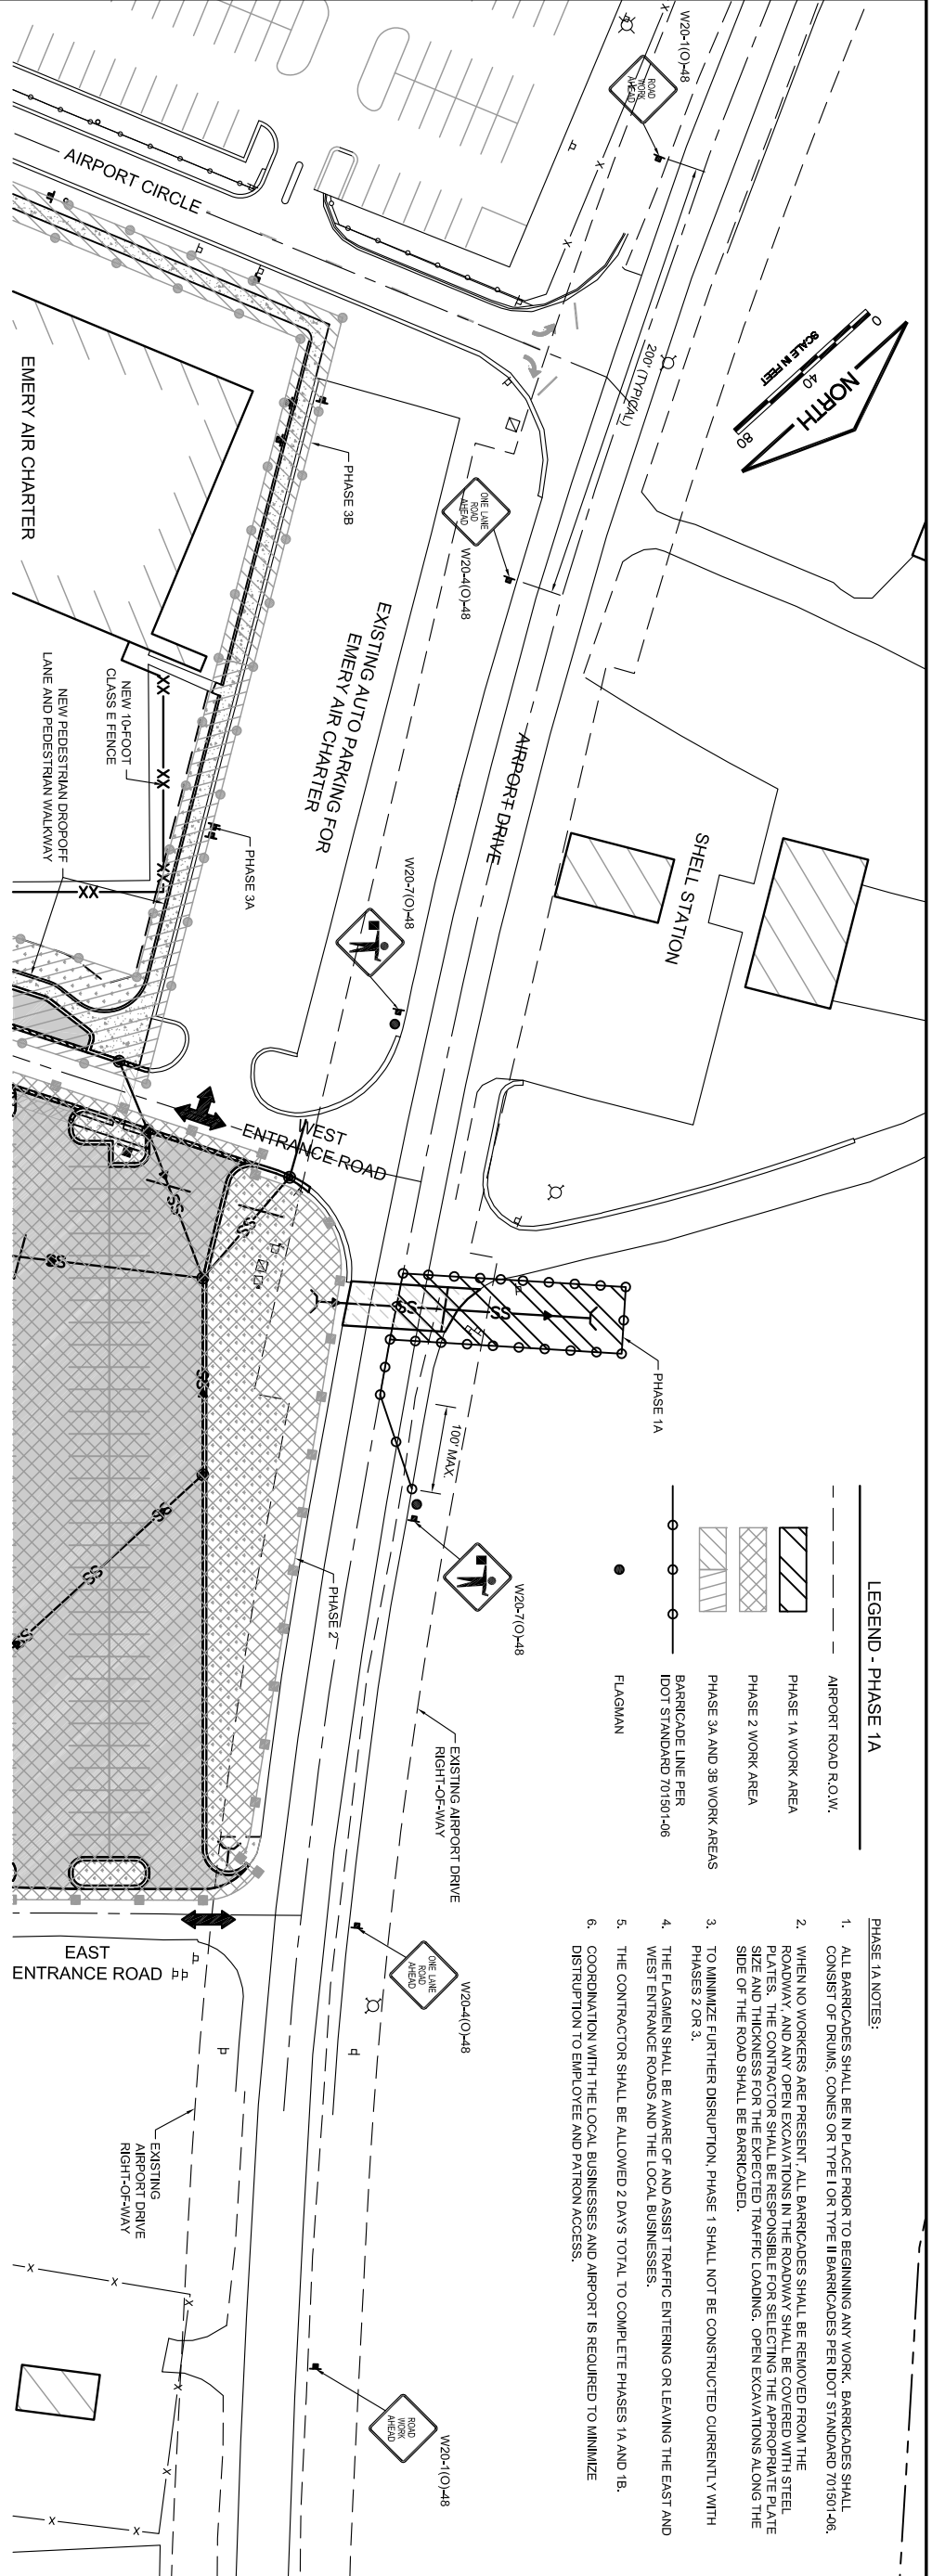 LEGEND - PHASE 1A
AIRPORT ROAD R.O.W.
PHASE 1A WORK AREA
PHASE 2 WORK AREA
PHASE 3A AND 3B WORK AREAS
BARRICADE LINE PER
IDOT STANDARD 701501-06
FLAGMAN
PHASE 1A NOTES:
1. ALL BARRICADES SHALL BE IN PLACE PRIOR TO BEGINNING ANY WORK. BARRICADES SHALL
CONSIST OF DRUMS, CONES OR TYPE I OR TYPE II BARRICADES PER IDOT STANDARD 701501-06.
2. WHEN NO WORKERS ARE PRESENT, ALL BARRICADES SHALL BE REMOVED FROM THE
ROADWAY, AND ANY OPEN EXCAVATIONS IN THE ROADWAY SHALL BE COVERED WITH STEEL
PLATES. THE CONTRACTOR SHALL BE RESPONSIBLE FOR SELECTING THE APPROPRIATE PLATE
SIZE AND THICKNESS FOR THE EXPECTED TRAFFIC LOADING. OPEN EXCAVATIONS ALONG THE
SIDE OF THE ROAD SHALL BE BARRICADED.
3. TO MINIMIZE FURTHER DISRUPTION, PHASE 1 SHALL NOT BE CONSTRUCTED CURRENTLY WITH
PHASES 2 OR 3.
4. THE FLAGMEN SHALL BE AWARE OF AND ASSIST TRAFFIC ENTERING OR LEAVING THE EAST AND
WEST ENTRANCE ROADS AND THE LOCAL BUSINESSES.
5. THE CONTRACTOR SHALL BE ALLOWED 2 DAYS TOTAL TO COMPLETE PHASES 1A AND 1B.
6. COORDINATION WITH THE LOCAL BUSINESSES AND AIRPORT IS REQUIRED TO MINIMIZE
DISTRUPTION TO EMPLOYEE AND PATRON ACCESS.
NORTH
0
40
80
SCALE IN FEET
W20-1(O)-48
ROAD
WORK
AHEAD
200' (TYPICAL)
AIRPORT CIRCLE
EMERY AIR CHARTER
PHASE 3B
ONE LANE
ROAD
AHEAD
W20-4(O)-48
EXISTING AUTO PARKING FOR
EMERY AIR CHARTER
AIRPORT DRIVE
SHELL STATION
NEW 10-FOOT
CLASS E FENCE
NEW PEDESTRIAN DROPOFF
LANE AND PEDESTRIAN WALKWAY
XX
XX
XX
XX
PHASE 3A
W20-7(O)-48
WEST
ENTRANCE ROAD
SS
SS
SS
SS
SS
SS
SS
SS
SS
PHASE 1A
100' MAX.
W20-7(O)-48
PHASE 2
EXISTING AIRPORT DRIVE
RIGHT-OF-WAY
W20-4(O)-48
ONE LANE
ROAD
AHEAD
EAST
ENTRANCE ROAD
EXISTING
AIRPORT DRIVE
RIGHT-OF-WAY
W20-1(O)-48
ROAD
WORK
AHEAD